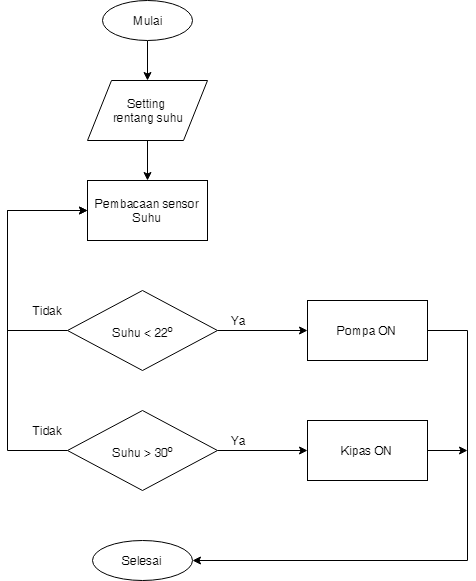 Mulai
Setting
rentang suhu
Pembacaan sensor
Suhu
Tidak
Suhu < 22°
Ya
Pompa ON
Tidak
Suhu > 30°
Ya
Kipas ON
Selesai